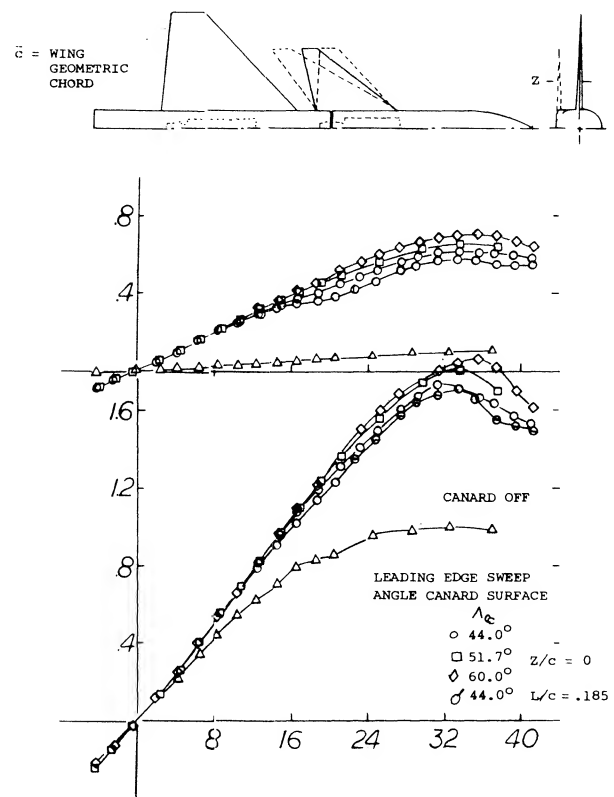 c̄ = WING
GEOMETRIC
CHORD
Z
.8
.4
1.6
1.2
.8
.4
CANARD OFF
LEADING EDGE SWEEP
ANGLE CANARD SURFACE
Λ
44.0°
51.7° Z/c = 0
60.0°
44.0° L/c = .185
8 16 24 32 40